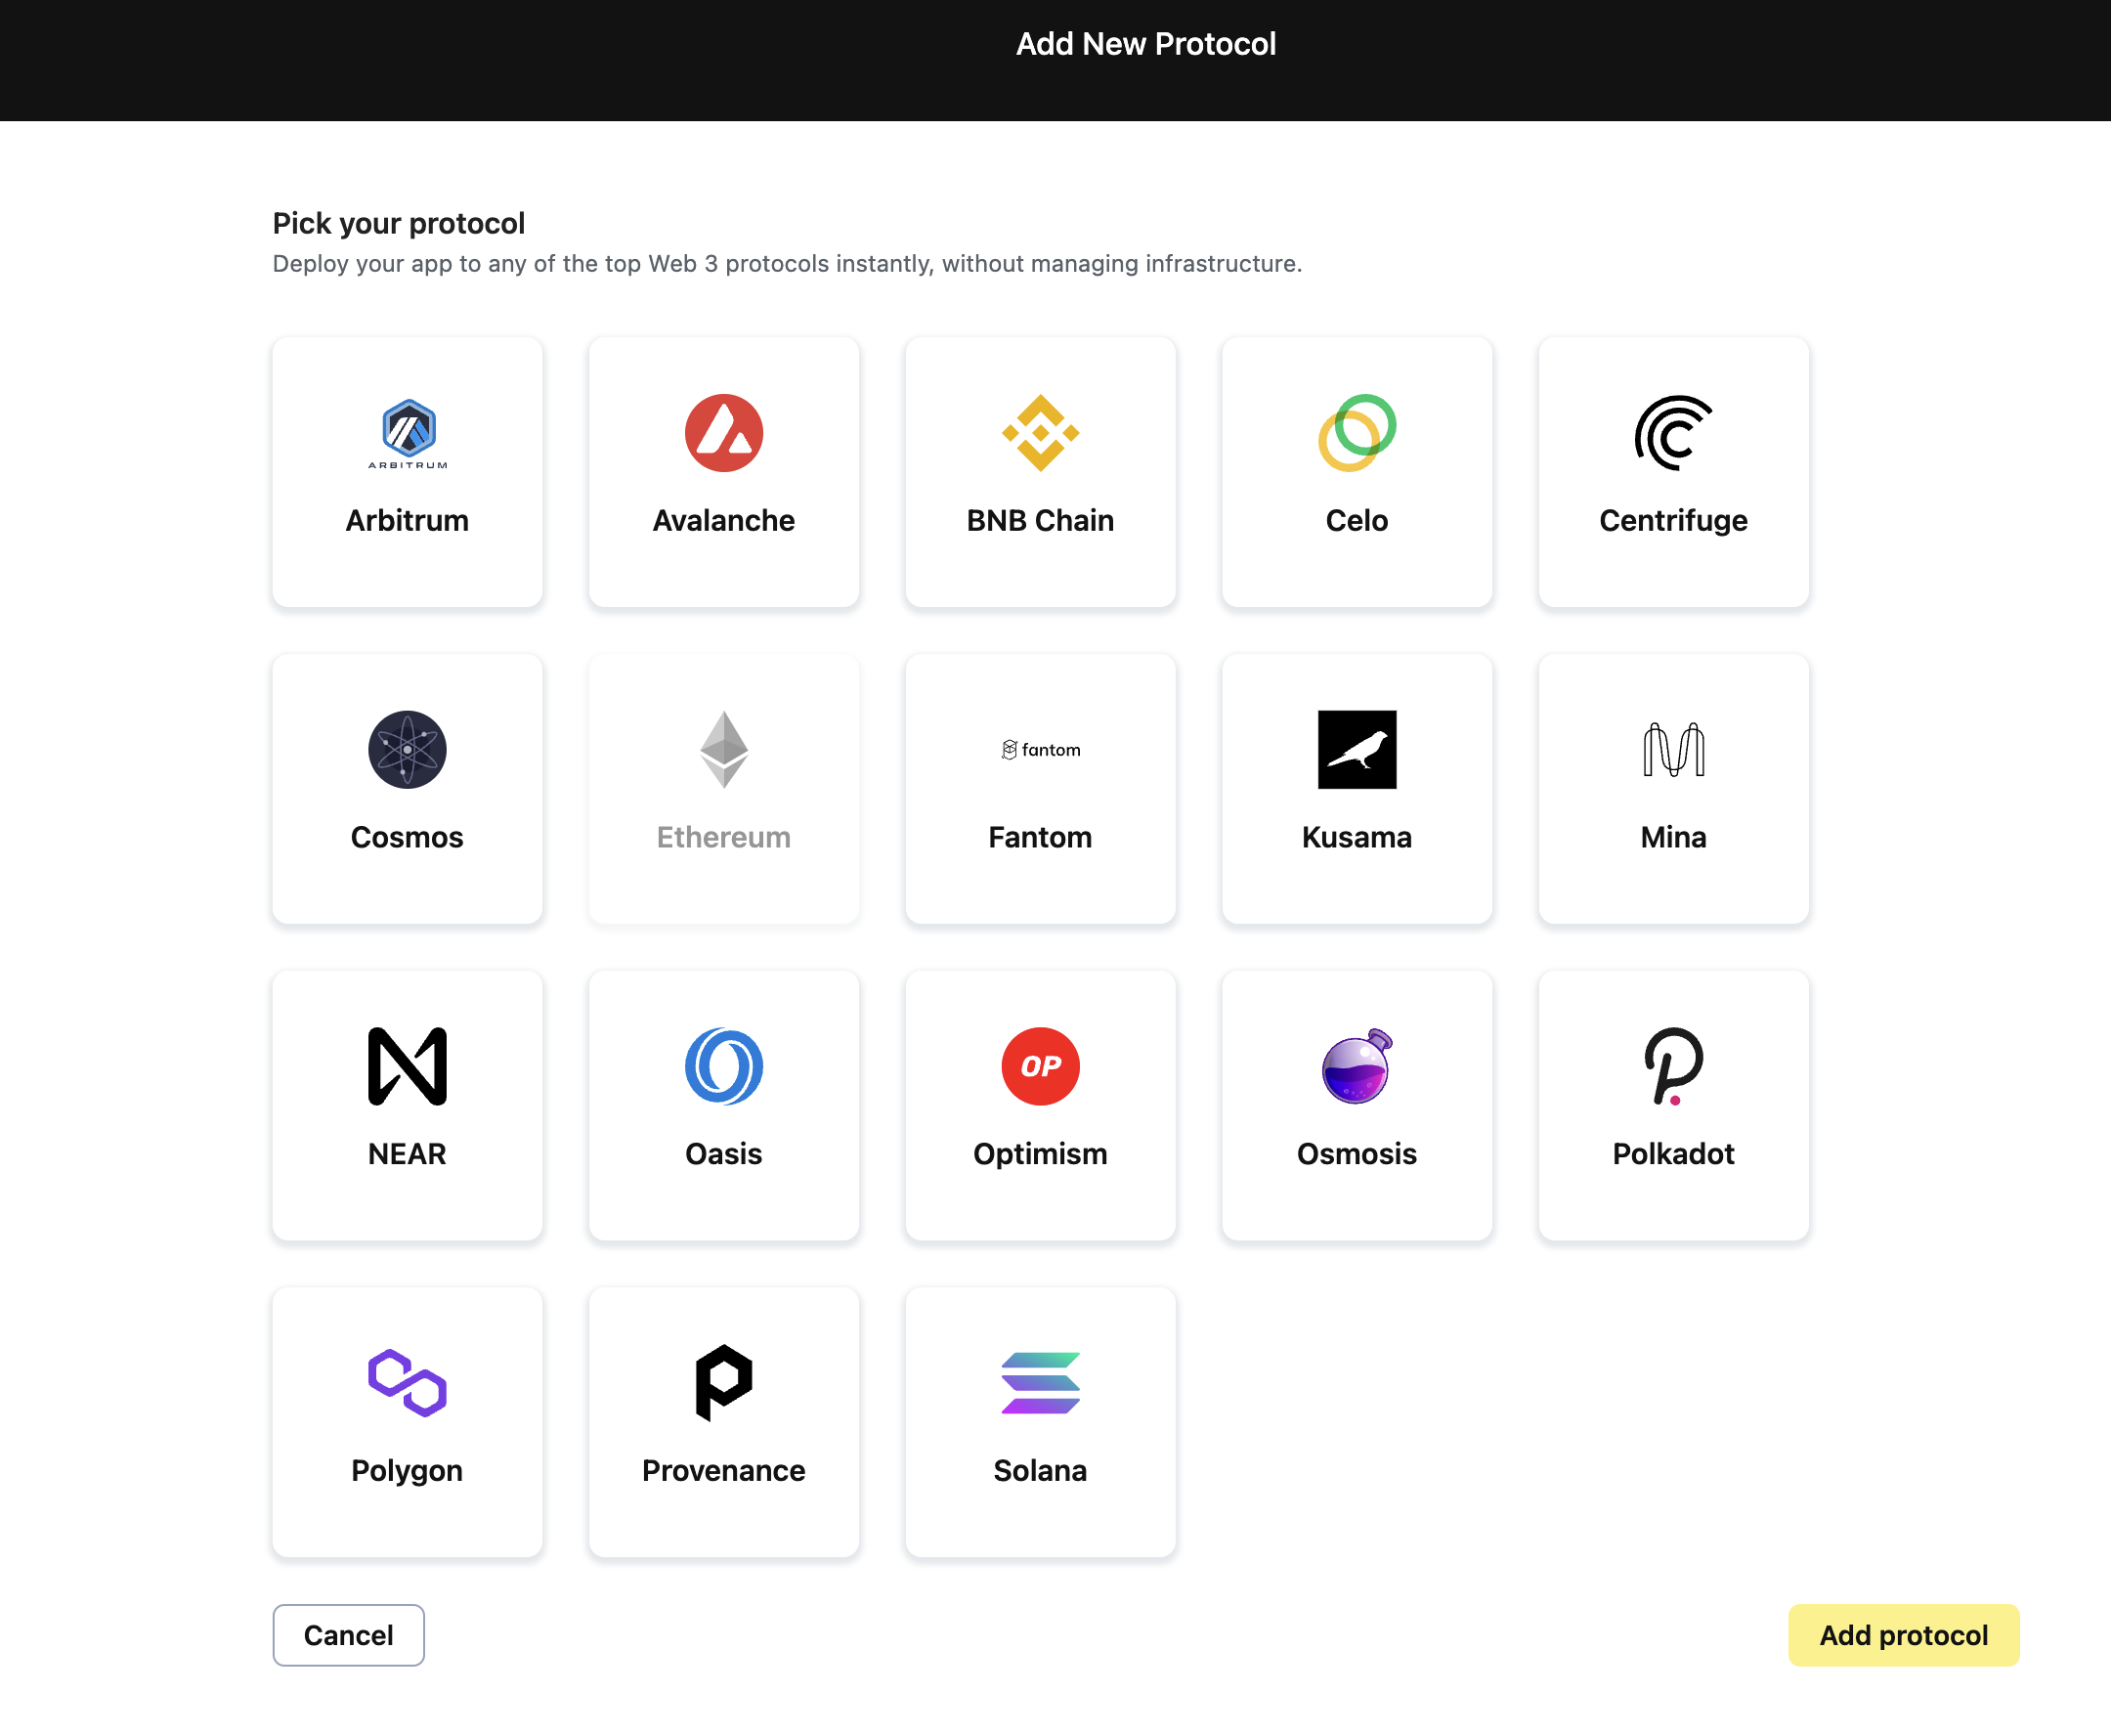 Add New Protocol
Pick your protocol
Deploy your app to any of the top Web 3 protocols instantly, without managing infrastructure.
ARBITRUM
Arbitrum
Avalanche
BNB Chain
Celo
Centrifuge
Cosmos
Ethereum
fantom
Fantom
Kusama
Mina
NEAR
Oasis
OP
Optimism
Osmosis
Polkadot
Polygon
Provenance
Solana
Cancel
Add protocol